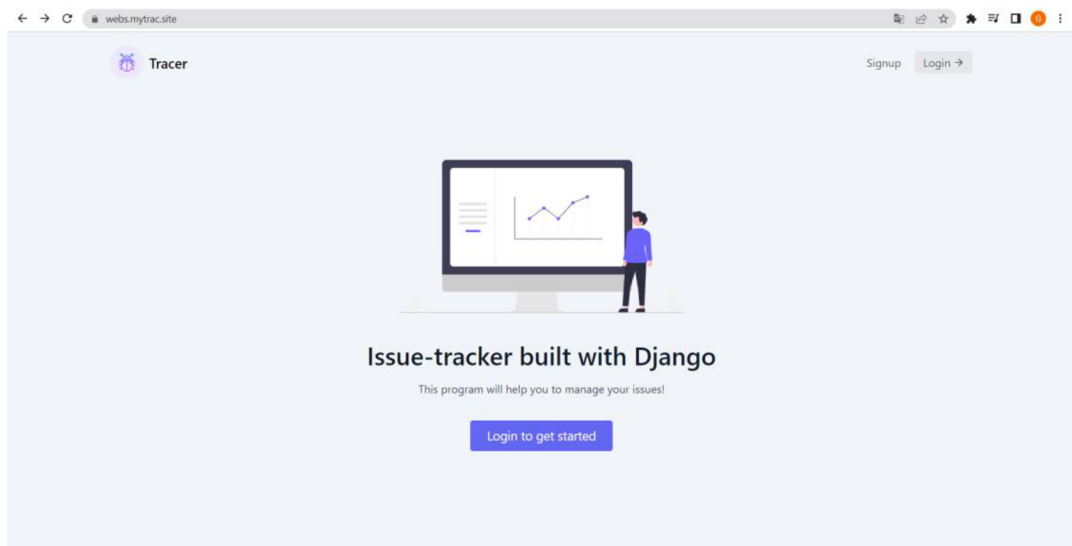 webs.mytrac.site
G
Tracer
Signup
Login →
Issue-tracker built with Django
This program will help you to manage your issues!
Login to get started